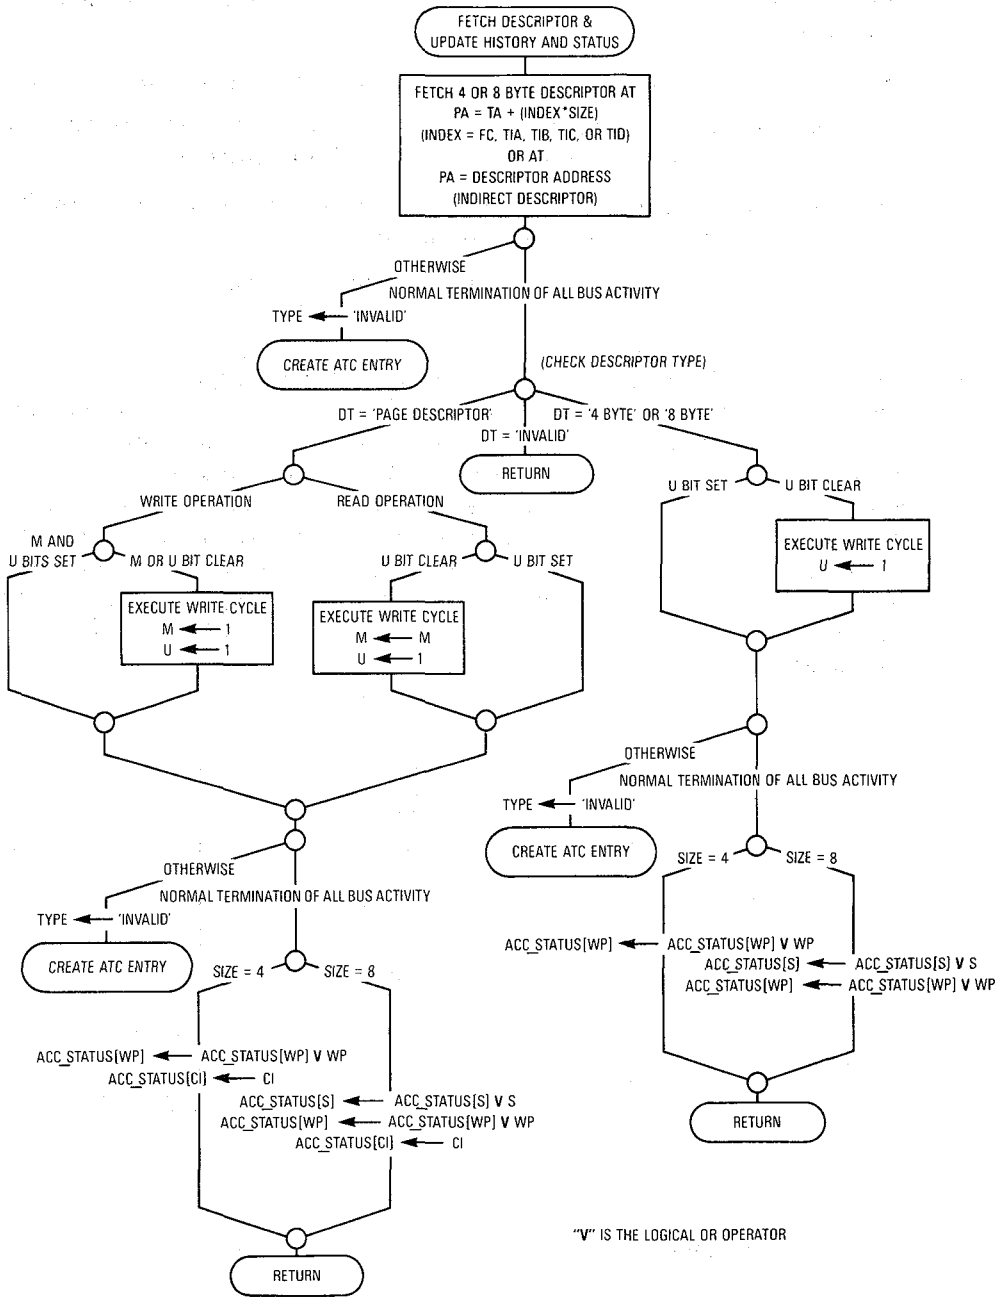 FETCH DESCRIPTOR &
UPDATE HISTORY AND STATUS
FETCH 4 OR 8 BYTE DESCRIPTOR AT
PA = TA + (INDEX*SIZE)
(INDEX = FC, TIA, TIB, TIC, OR TID)
OR AT
PA = DESCRIPTOR ADDRESS
(INDIRECT DESCRIPTOR)
OTHERWISE
NORMAL TERMINATION OF ALL BUS ACTIVITY
TYPE ← 'INVALID'
CREATE ATC ENTRY
(CHECK DESCRIPTOR TYPE)
DT = 'PAGE DESCRIPTOR'
DT = 'INVALID'
DT = '4 BYTE' OR '8 BYTE'
RETURN
WRITE OPERATION
READ OPERATION
U BIT SET
U BIT CLEAR
M AND
U BITS SET
M OR U BIT CLEAR
U BIT CLEAR
U BIT SET
EXECUTE WRITE CYCLE
U ← 1
EXECUTE WRITE CYCLE
M ← 1
U ← 1
EXECUTE WRITE CYCLE
M ← M
U ← 1
OTHERWISE
NORMAL TERMINATION OF ALL BUS ACTIVITY
TYPE ← 'INVALID'
CREATE ATC ENTRY
SIZE = 4
SIZE = 8
ACC_STATUS[WP] ← ACC_STATUS[WP] V WP
ACC_STATUS[S] ← ACC_STATUS[S] V S
ACC_STATUS[WP] ← ACC_STATUS[WP] V WP
RETURN
OTHERWISE
NORMAL TERMINATION OF ALL BUS ACTIVITY
TYPE ← 'INVALID'
CREATE ATC ENTRY
SIZE = 4
SIZE = 8
ACC_STATUS[WP] ← ACC_STATUS[WP] V WP
ACC_STATUS[CI] ← CI
ACC_STATUS[S] ← ACC_STATUS[S] V S
ACC_STATUS[WP] ← ACC_STATUS[WP] V WP
ACC_STATUS[CI] ← CI
RETURN
"V" IS THE LOGICAL OR OPERATOR